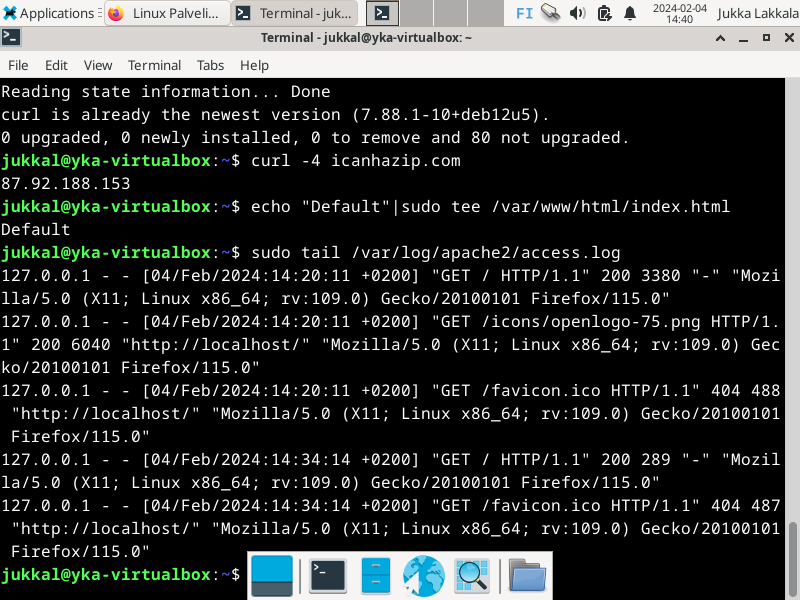 Applications
Linux Palveli...
Terminal - juk...
FI
2024-02-04
14:40
Jukka Lakkala
Terminal - jukkal@yka-virtualbox: ~
File Edit View Terminal Tabs Help
Reading state information... Done
curl is already the newest version (7.88.1-10+deb12u5).
0 upgraded, 0 newly installed, 0 to remove and 80 not upgraded.
jukkal@yka-virtualbox:~$ curl -4 icanhazip.com
87.92.188.153
jukkal@yka-virtualbox:~$ echo "Default"|sudo tee /var/www/html/index.html
Default
jukkal@yka-virtualbox:~$ sudo tail /var/log/apache2/access.log
127.0.0.1 - - [04/Feb/2024:14:20:11 +0200] "GET / HTTP/1.1" 200 3380 "-" "Mozi
lla/5.0 (X11; Linux x86_64; rv:109.0) Gecko/20100101 Firefox/115.0"
127.0.0.1 - - [04/Feb/2024:14:20:11 +0200] "GET /icons/openlogo-75.png HTTP/1.
1" 200 6040 "http://localhost/" "Mozilla/5.0 (X11; Linux x86_64; rv:109.0) Gec
ko/20100101 Firefox/115.0"
127.0.0.1 - - [04/Feb/2024:14:20:11 +0200] "GET /favicon.ico HTTP/1.1" 404 488
"http://localhost/" "Mozilla/5.0 (X11; Linux x86_64; rv:109.0) Gecko/20100101
Firefox/115.0"
127.0.0.1 - - [04/Feb/2024:14:34:14 +0200] "GET / HTTP/1.1" 200 289 "-" "Mozil
la/5.0 (X11; Linux x86_64; rv:109.0) Gecko/20100101 Firefox/115.0"
127.0.0.1 - - [04/Feb/2024:14:34:14 +0200] "GET /favicon.ico HTTP/1.1" 404 487
"http://localhost/" "Mozilla/5.0 (X11; Linux x86_64; rv:109.0) Gecko/20100101
Firefox/115.0"
jukkal@yka-virtualbox:~$